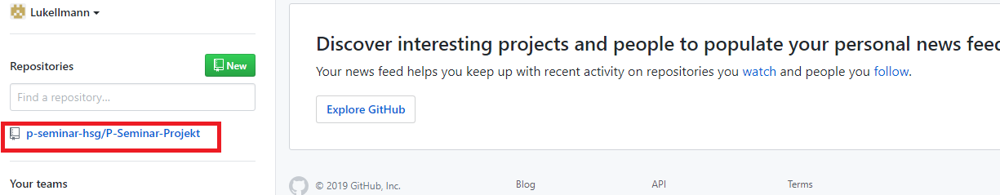 Lukellmann
Repositories
New
Find a repository...
p-seminar-hsg/P-Seminar-Projekt
Your teams
Discover interesting projects and people to populate your personal news feed
Your news feed helps you keep up with recent activity on repositories you watch and people you follow.
Explore GitHub
© 2019 GitHub, Inc.
Blog
API
Terms